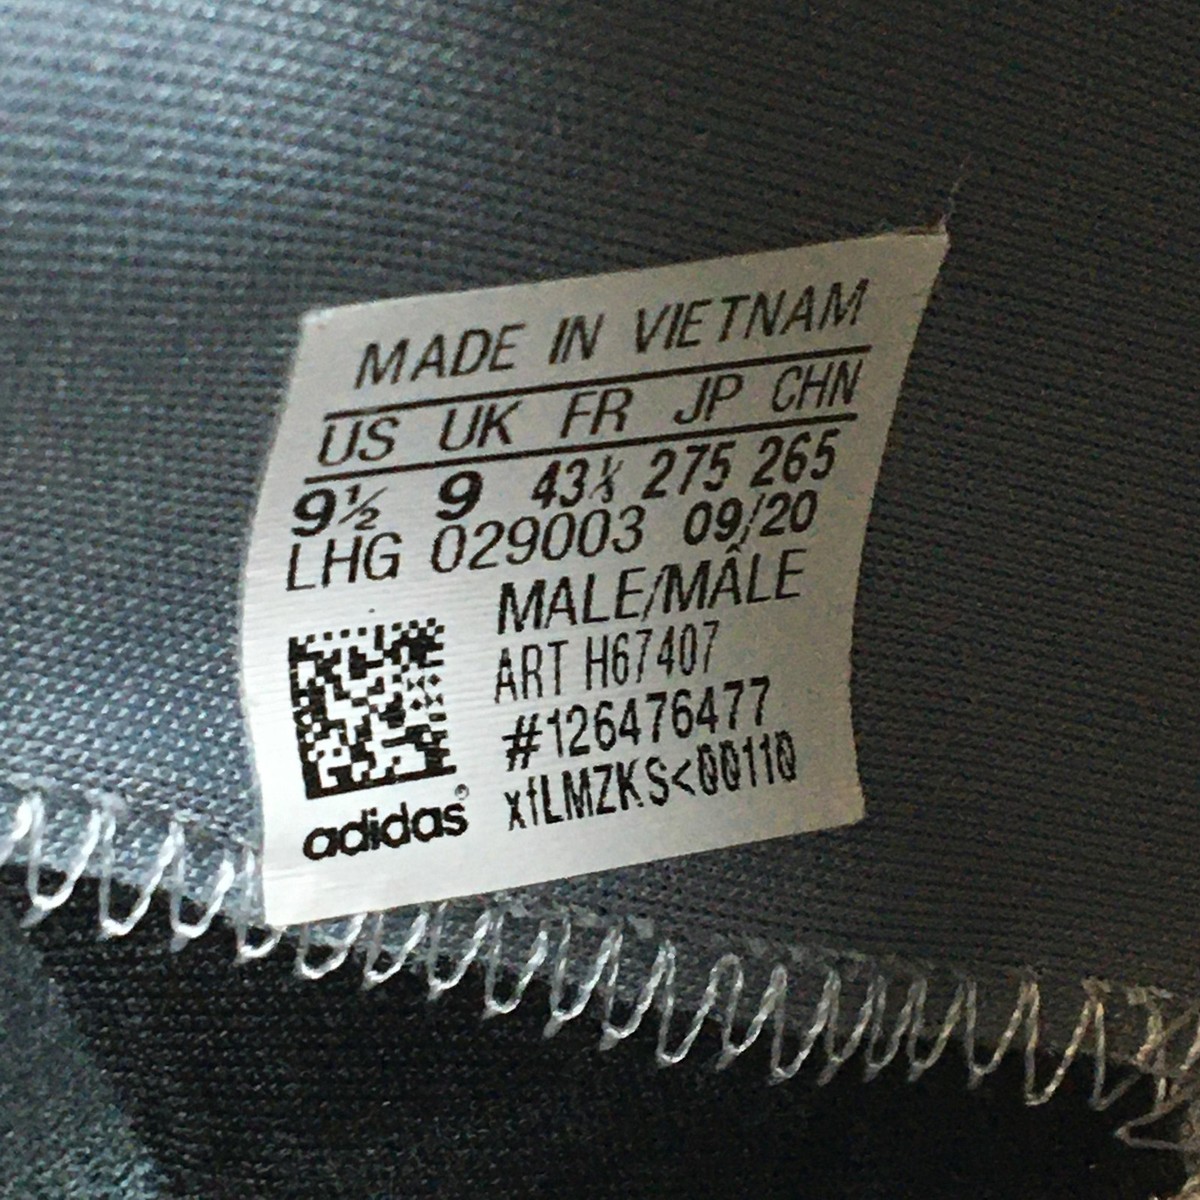 MADE IN VIETNAM
US UK FR JP CHN
9½ 9 43⅓ 275 265
LHG 029003 09/20
MALE/MÂLE
ART H67407
#126476477
xfLMZKS<00110
adidas®